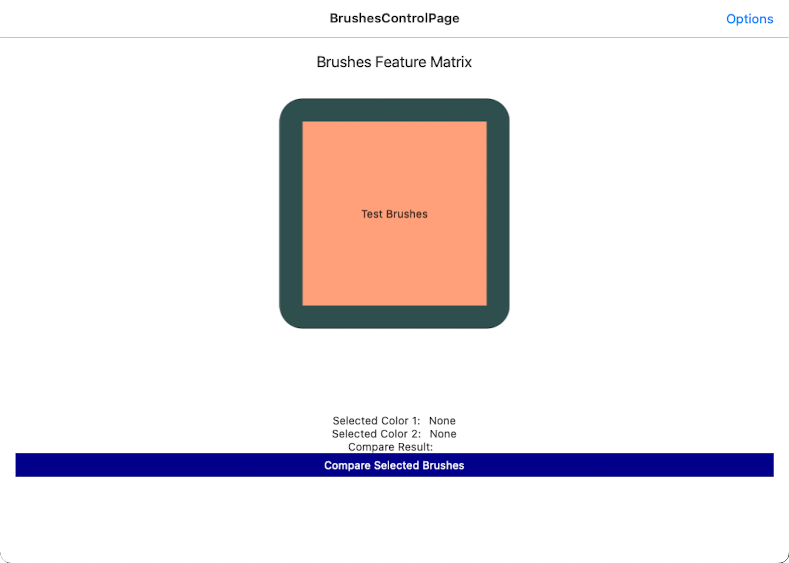 BrushesControlPage
Options
Brushes Feature Matrix
Test Brushes
Selected Color 1: None
Selected Color 2: None
Compare Result:
Compare Selected Brushes